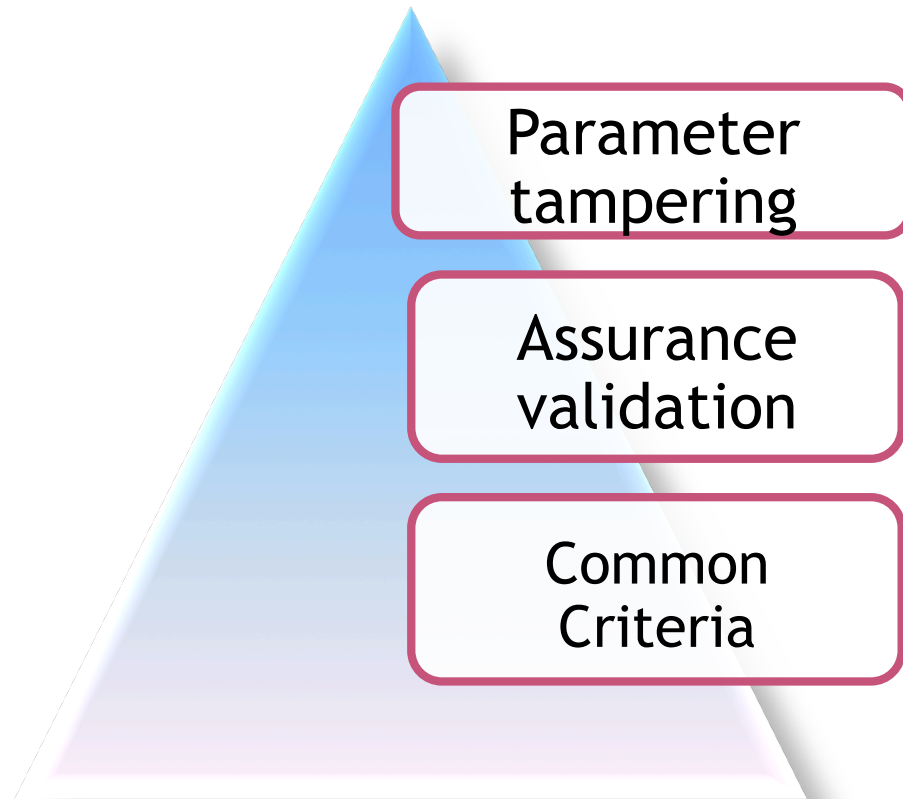 Parameter
tampering
Assurance
validation
Common
Criteria